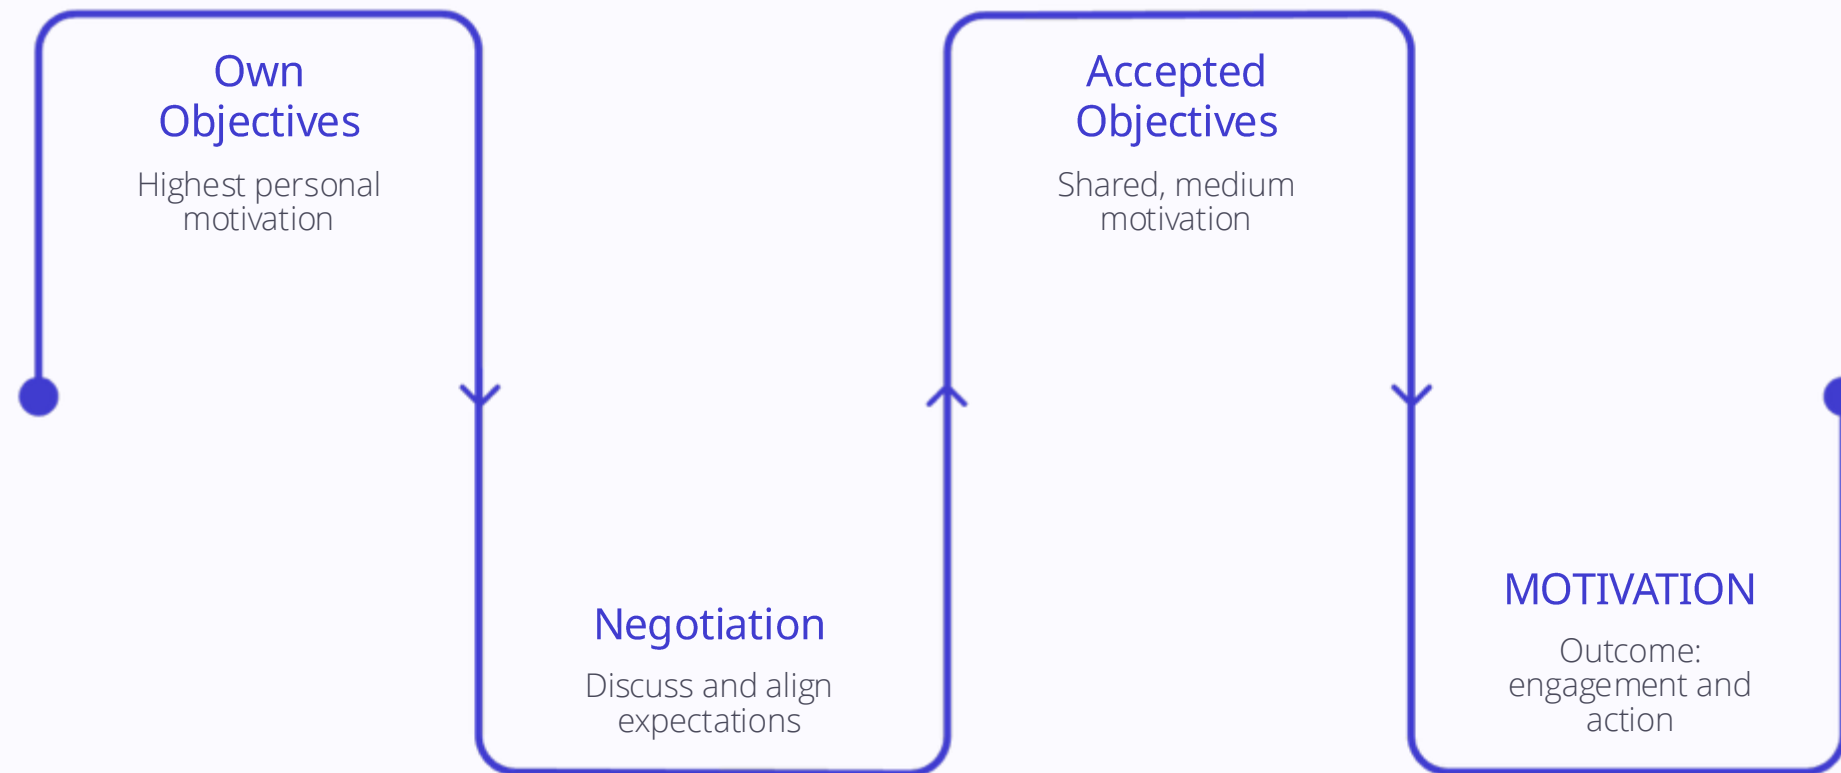 Own
Objectives
Highest personal
motivation
Negotiation
Discuss and align
expectations
Accepted
Objectives
Shared, medium
motivation
MOTIVATION
Outcome:
engagement and
action